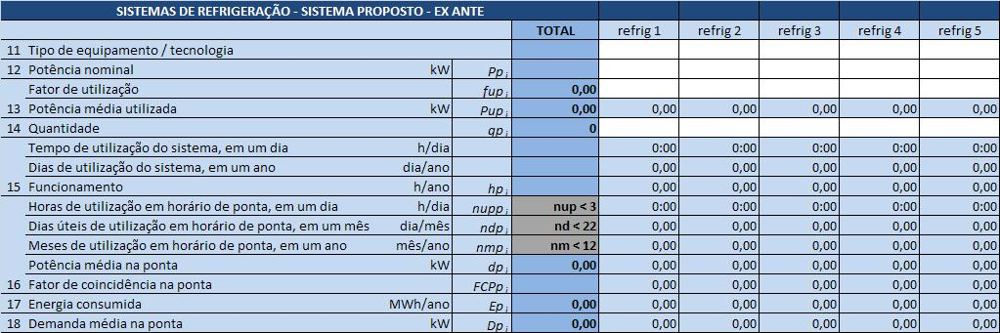 SISTEMAS DE REFRIGERAÇÃO - SISTEMA PROPOSTO - EX ANTE
TOTAL refrig 1 refrig 2 refrig 3 refrig 4 refrig 5
11 Tipo de equipamento / tecnologia
12 Potência nominal kW Pp i
Fator de utilização fup i 0,00
13 Potência média utilizada kW Pup i 0,00 0,00 0,00 0,00 0,00 0,00
14 Quantidade qp i 0
Tempo de utilização do sistema, em um dia h/dia 0:00 0:00 0:00 0:00 0:00
Dias de utilização do sistema, em um ano dia/ano 0,00 0,00 0,00 0,00 0,00
15 Funcionamento h/ano hp i 0,00 0,00 0,00 0,00 0,00
Horas de utilização em horário de ponta, em um dia h/dia nupp i nup < 3 0:00 0:00 0:00 0:00 0:00
Dias úteis de utilização em horário de ponta, em um mês dia/mês ndp i nd < 22 0,00 0,00 0,00 0,00 0,00
Meses de utilização em horário de ponta, em um ano mês/ano nmp i nm < 12 0,00 0,00 0,00 0,00 0,00
Potência média na ponta kW dp i 0,00 0,00 0,00 0,00 0,00 0,00
16 Fator de coincidência na ponta FCPp i 0,00 0,00 0,00 0,00 0,00
17 Energia consumida MWh/ano Ep i 0,00 0,00 0,00 0,00 0,00 0,00
18 Demanda média na ponta kW Dp i 0,00 0,00 0,00 0,00 0,00 0,00